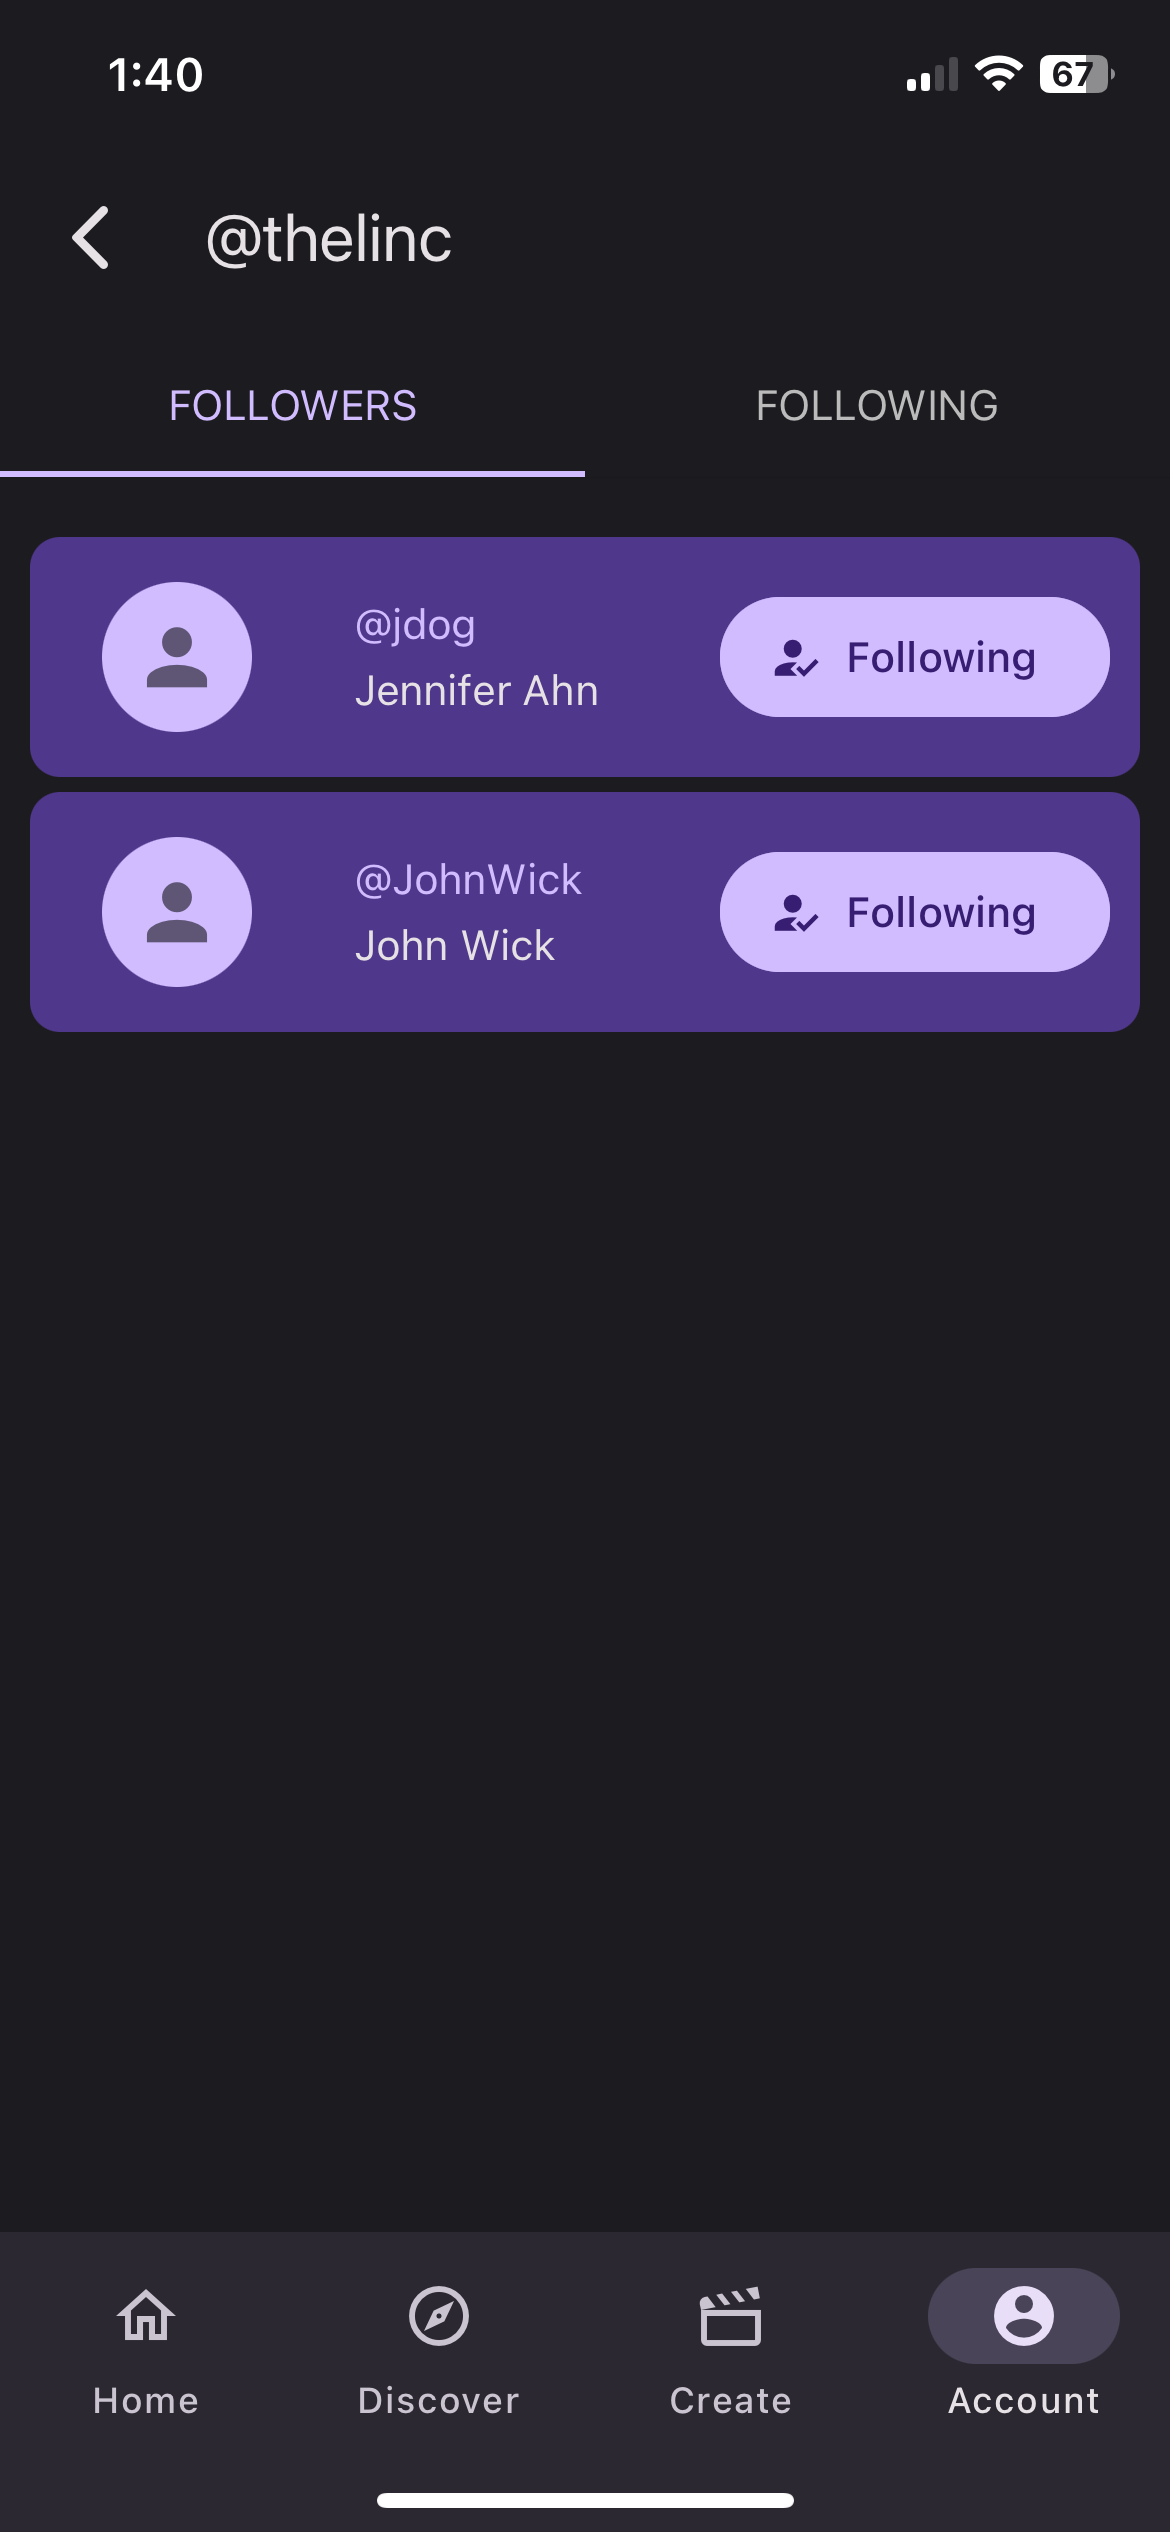 1:40
67
@thelinc
FOLLOWERS
FOLLOWING
@jdog
Jennifer Ahn
Following
@JohnWick
John Wick
Following
Home
Discover
Create
Account